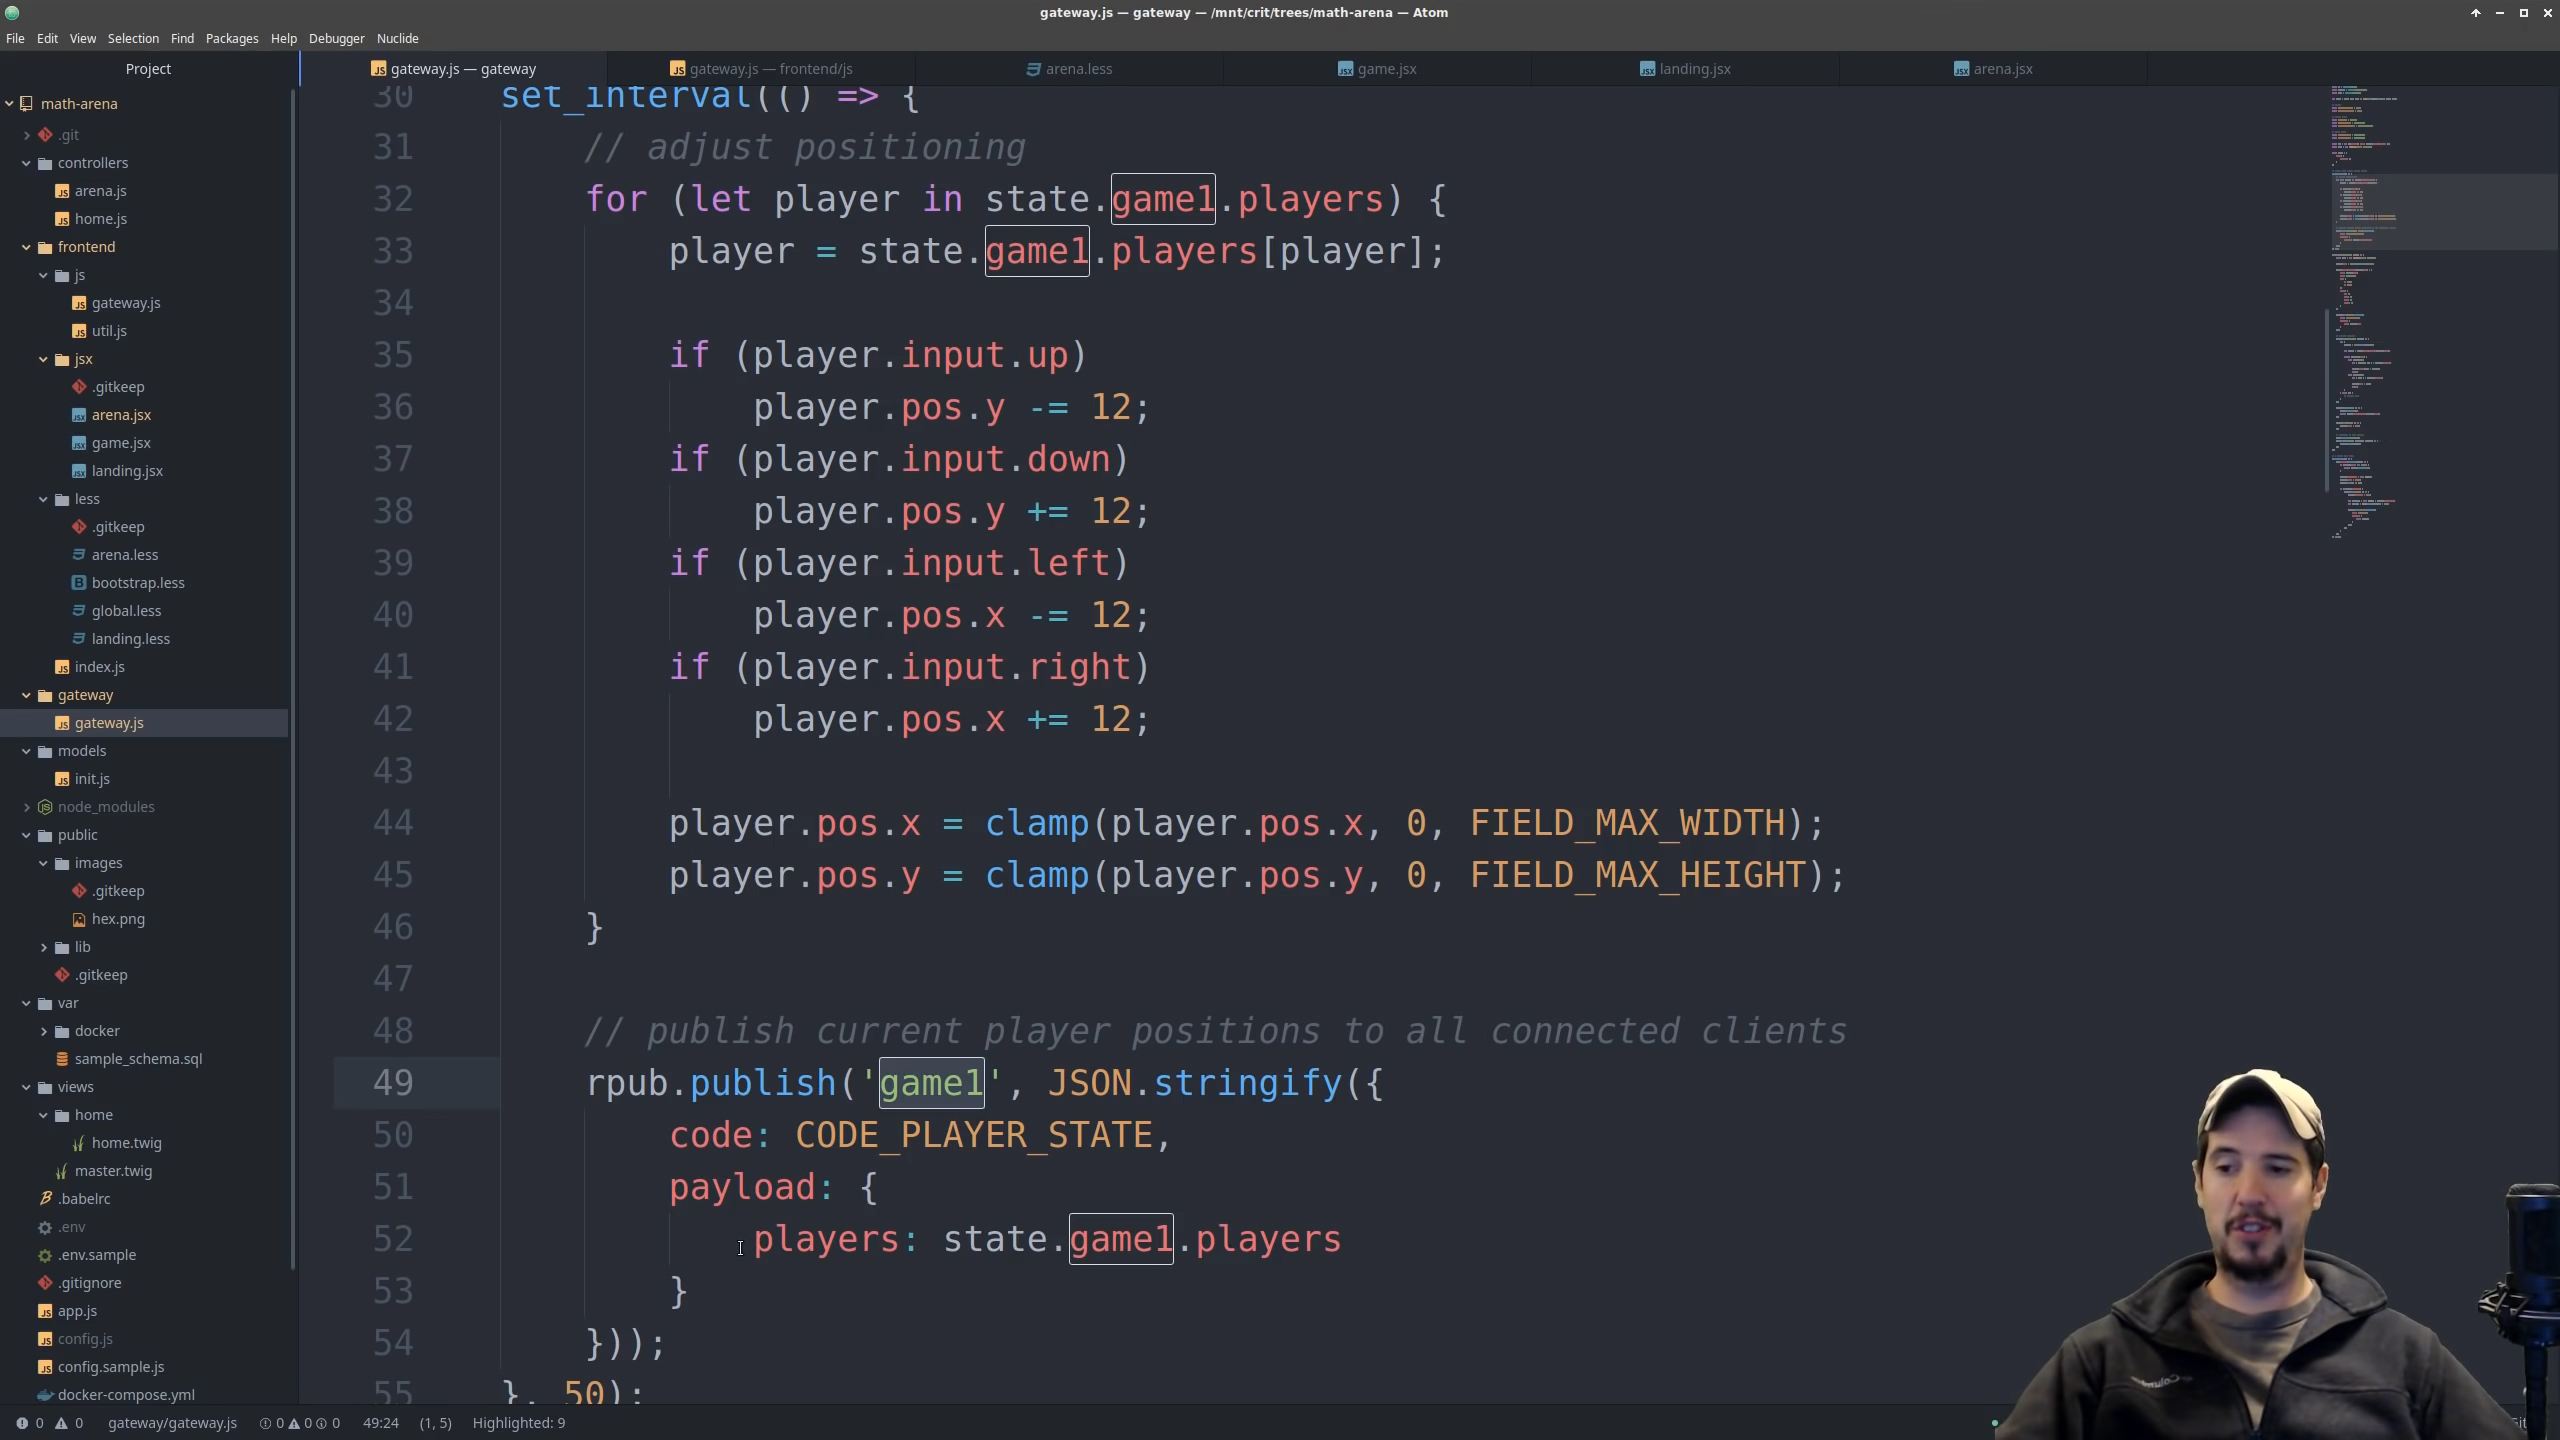 gateway.js — gateway — /mnt/crit/trees/math-arena — Atom
File Edit View Selection Find Packages Help Debugger Nuclide
Project
gateway.js — gateway
gateway.js — frontend/js
arena.less
game.jsx
landing.jsx
arena.jsx
math-arena
.git
controllers
arena.js
home.js
frontend
js
gateway.js
util.js
jsx
.gitkeep
arena.jsx
game.jsx
landing.jsx
less
.gitkeep
arena.less
bootstrap.less
global.less
landing.less
index.js
gateway
gateway.js
models
init.js
node_modules
public
images
.gitkeep
hex.png
lib
.gitkeep
var
docker
sample_schema.sql
views
home
home.twig
master.twig
.babelrc
.env
.env.sample
.gitignore
app.js
config.js
config.sample.js
docker-compose.yml
30 set_interval(() => {
31 // adjust positioning
32 for (let player in state.game1.players) {
33 player = state.game1.players[player];
34
35 if (player.input.up)
36 player.pos.y -= 12;
37 if (player.input.down)
38 player.pos.y += 12;
39 if (player.input.left)
40 player.pos.x -= 12;
41 if (player.input.right)
42 player.pos.x += 12;
43
44 player.pos.x = clamp(player.pos.x, 0, FIELD_MAX_WIDTH);
45 player.pos.y = clamp(player.pos.y, 0, FIELD_MAX_HEIGHT);
46 }
47
48 // publish current player positions to all connected clients
49 rpub.publish('game1', JSON.stringify({
50 code: CODE_PLAYER_STATE,
51 payload: {
52 players: state.game1.players
53 }
54 }));
55 }, 50);
0 0 gateway/gateway.js 0 0 0 49:24 (1, 5) Highlighted: 9